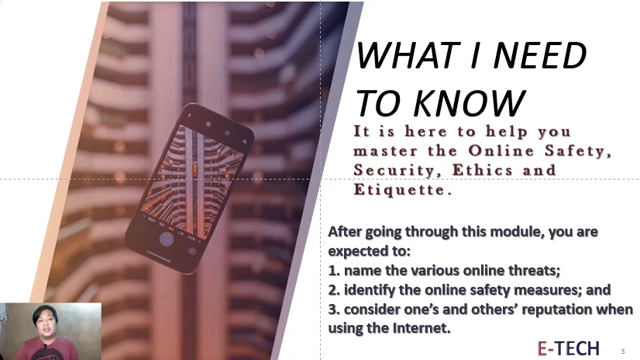 WHAT I NEED
TO KNOW
It is here to help you
master the Online Safety,
Security, Ethics and
Etiquette.
After going through this module, you are
expected to:
1. name the various online threats;
2. identify the online safety measures; and
3. consider one's and others' reputation when
using the Internet.
E-TECH
3